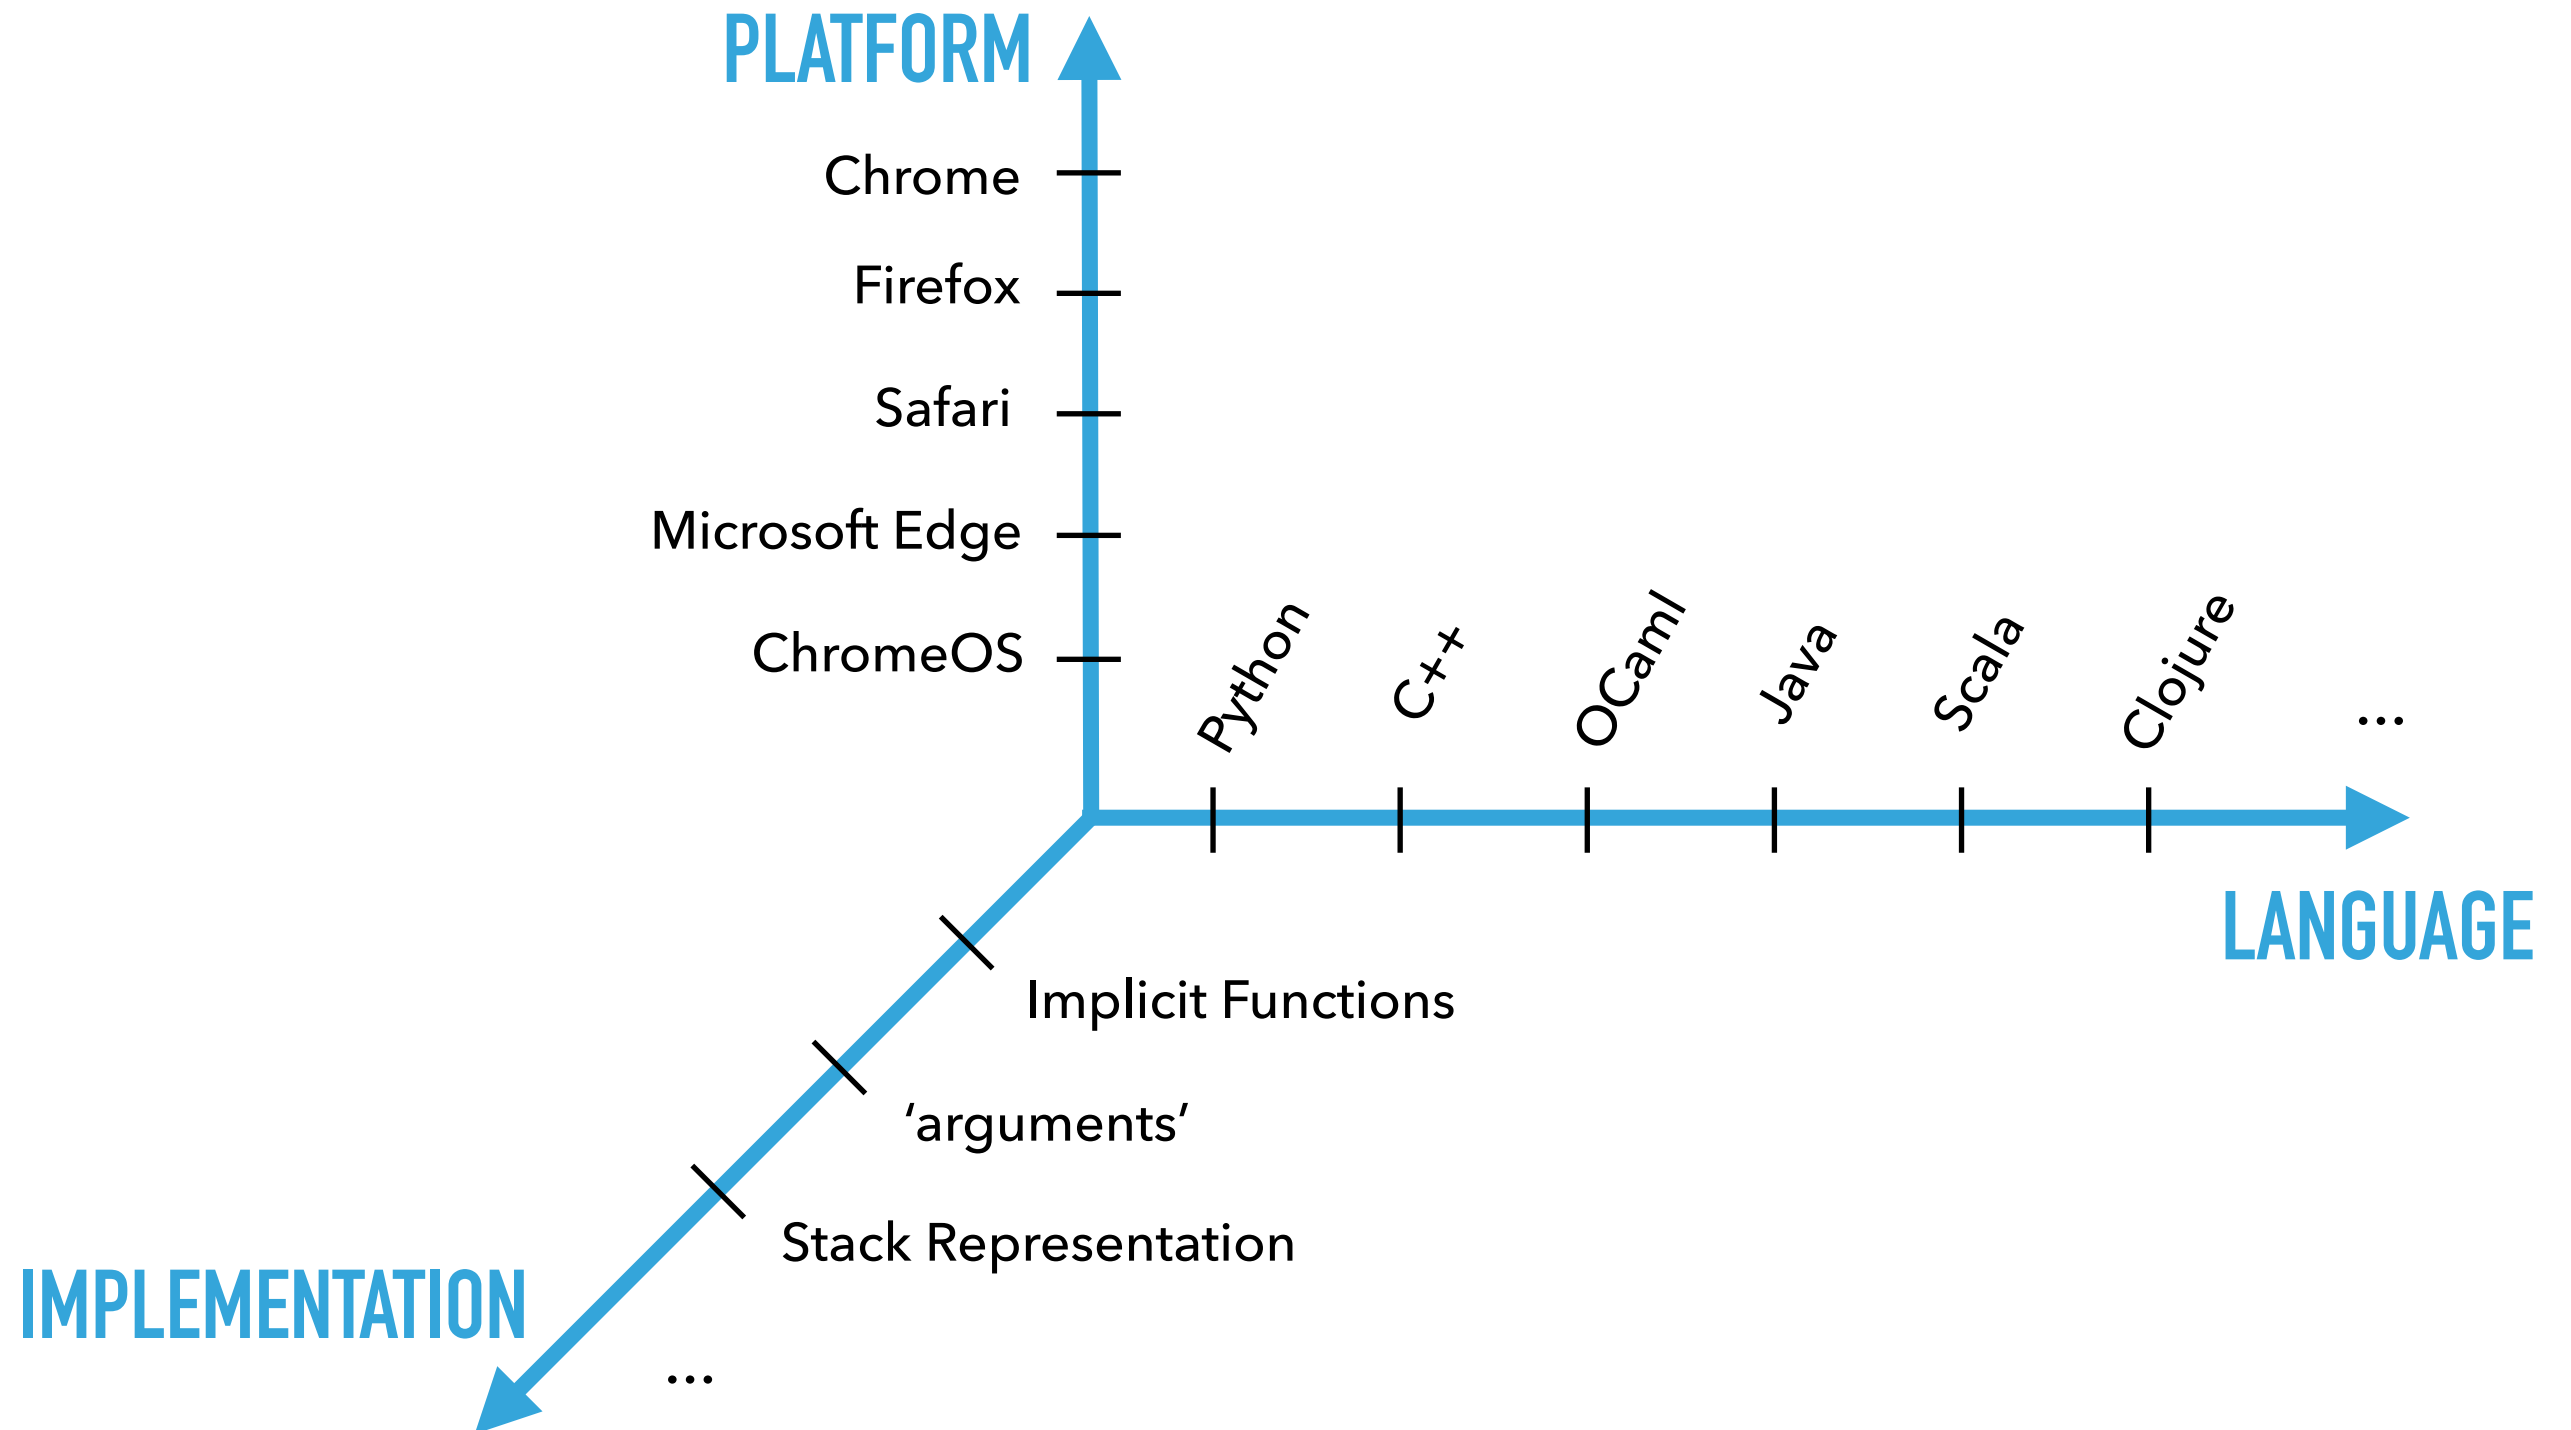 PLATFORM
Chrome
Firefox
Safari
Microsoft Edge
ChromeOS
Python
C++
OCaml
Java
Scala
Clojure
...
LANGUAGE
Implicit Functions
‘arguments’
Stack Representation
IMPLEMENTATION
...